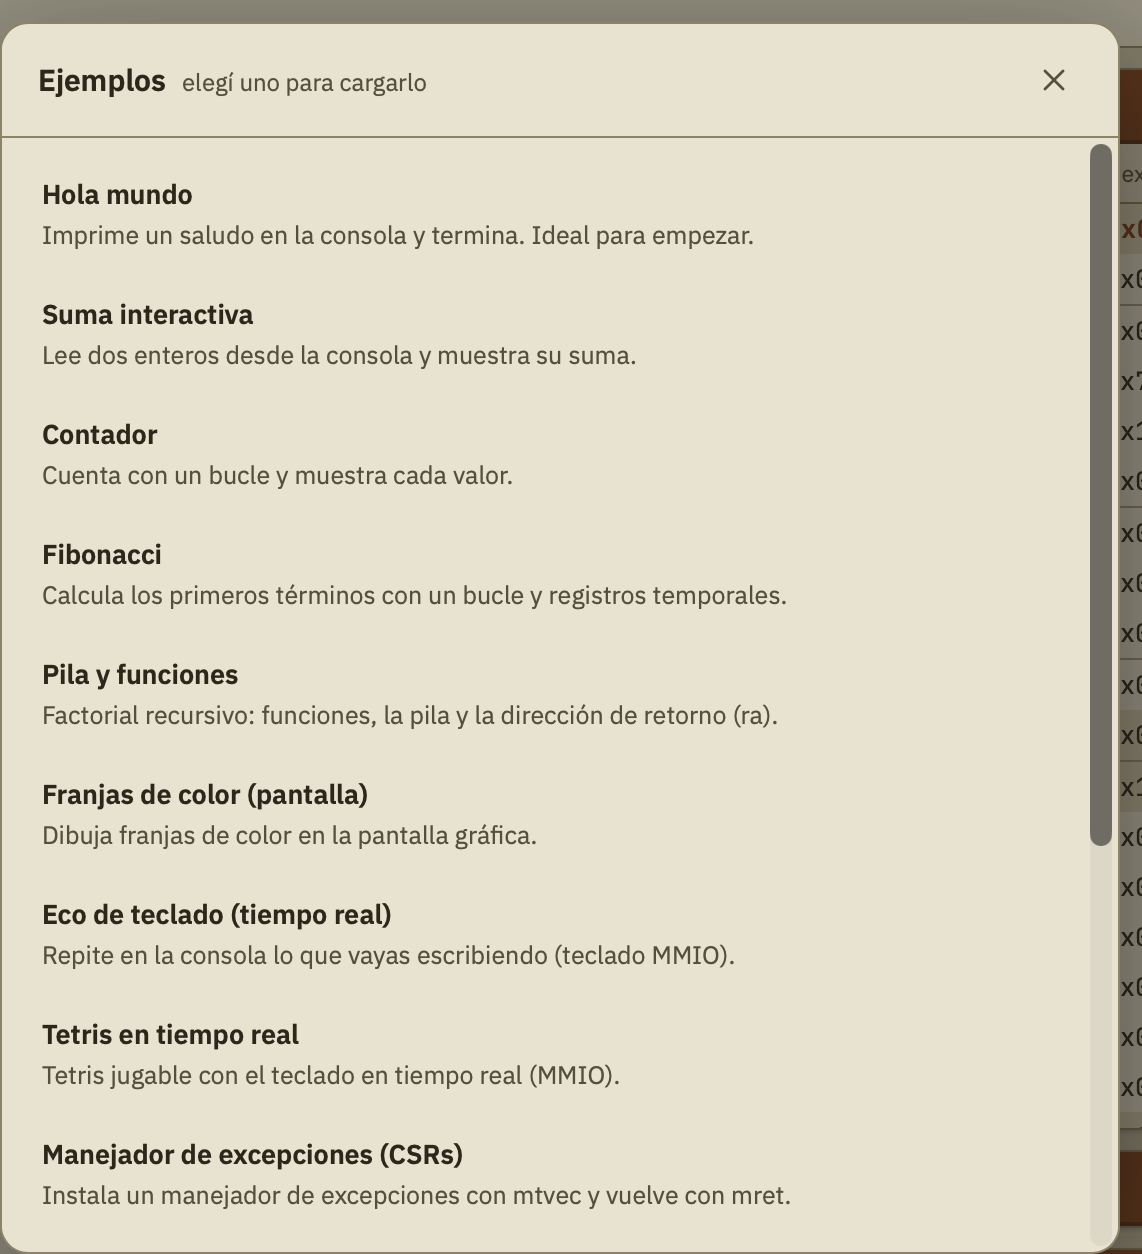 Ejemplos elegí uno para cargarlo
Hola mundo
Imprime un saludo en la consola y termina. Ideal para empezar.
Suma interactiva
Lee dos enteros desde la consola y muestra su suma.
Contador
Cuenta con un bucle y muestra cada valor.
Fibonacci
Calcula los primeros términos con un bucle y registros temporales.
Pila y funciones
Factorial recursivo: funciones, la pila y la dirección de retorno (ra).
Franjas de color (pantalla)
Dibuja franjas de color en la pantalla gráfica.
Eco de teclado (tiempo real)
Repite en la consola lo que vayas escribiendo (teclado MMIO).
Tetris en tiempo real
Tetris jugable con el teclado en tiempo real (MMIO).
Manejador de excepciones (CSRs)
Instala un manejador de excepciones con mtvec y vuelve con mret.